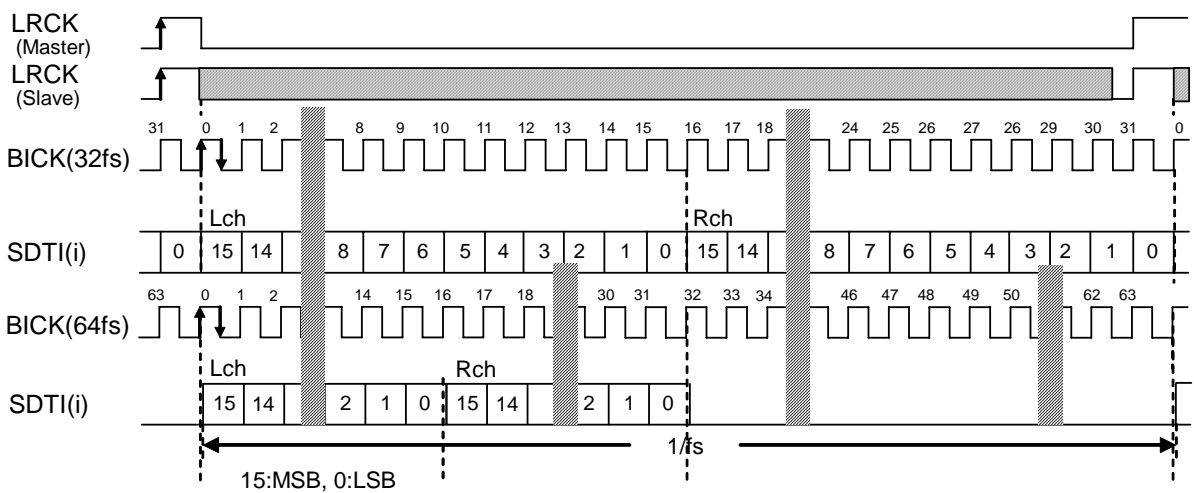 LRCK
(Master)
LRCK
(Slave)
31 0 1 2 8 9 10 11 12 13 14 15 16 17 18 24 25 26 27 26 29 30 31 0
BICK(32fs)
Lch Rch
SDTI(i) 0 15 14 8 7 6 5 4 3 2 1 0 15 14 8 7 6 5 4 3 2 1 0
63 0 1 2 14 15 16 17 18 30 31 32 33 34 46 47 48 49 50 62 63
BICK(64fs)
Lch Rch
SDTI(i) 15 14 2 1 0 15 14 2 1 0
1/fs
15:MSB, 0:LSB